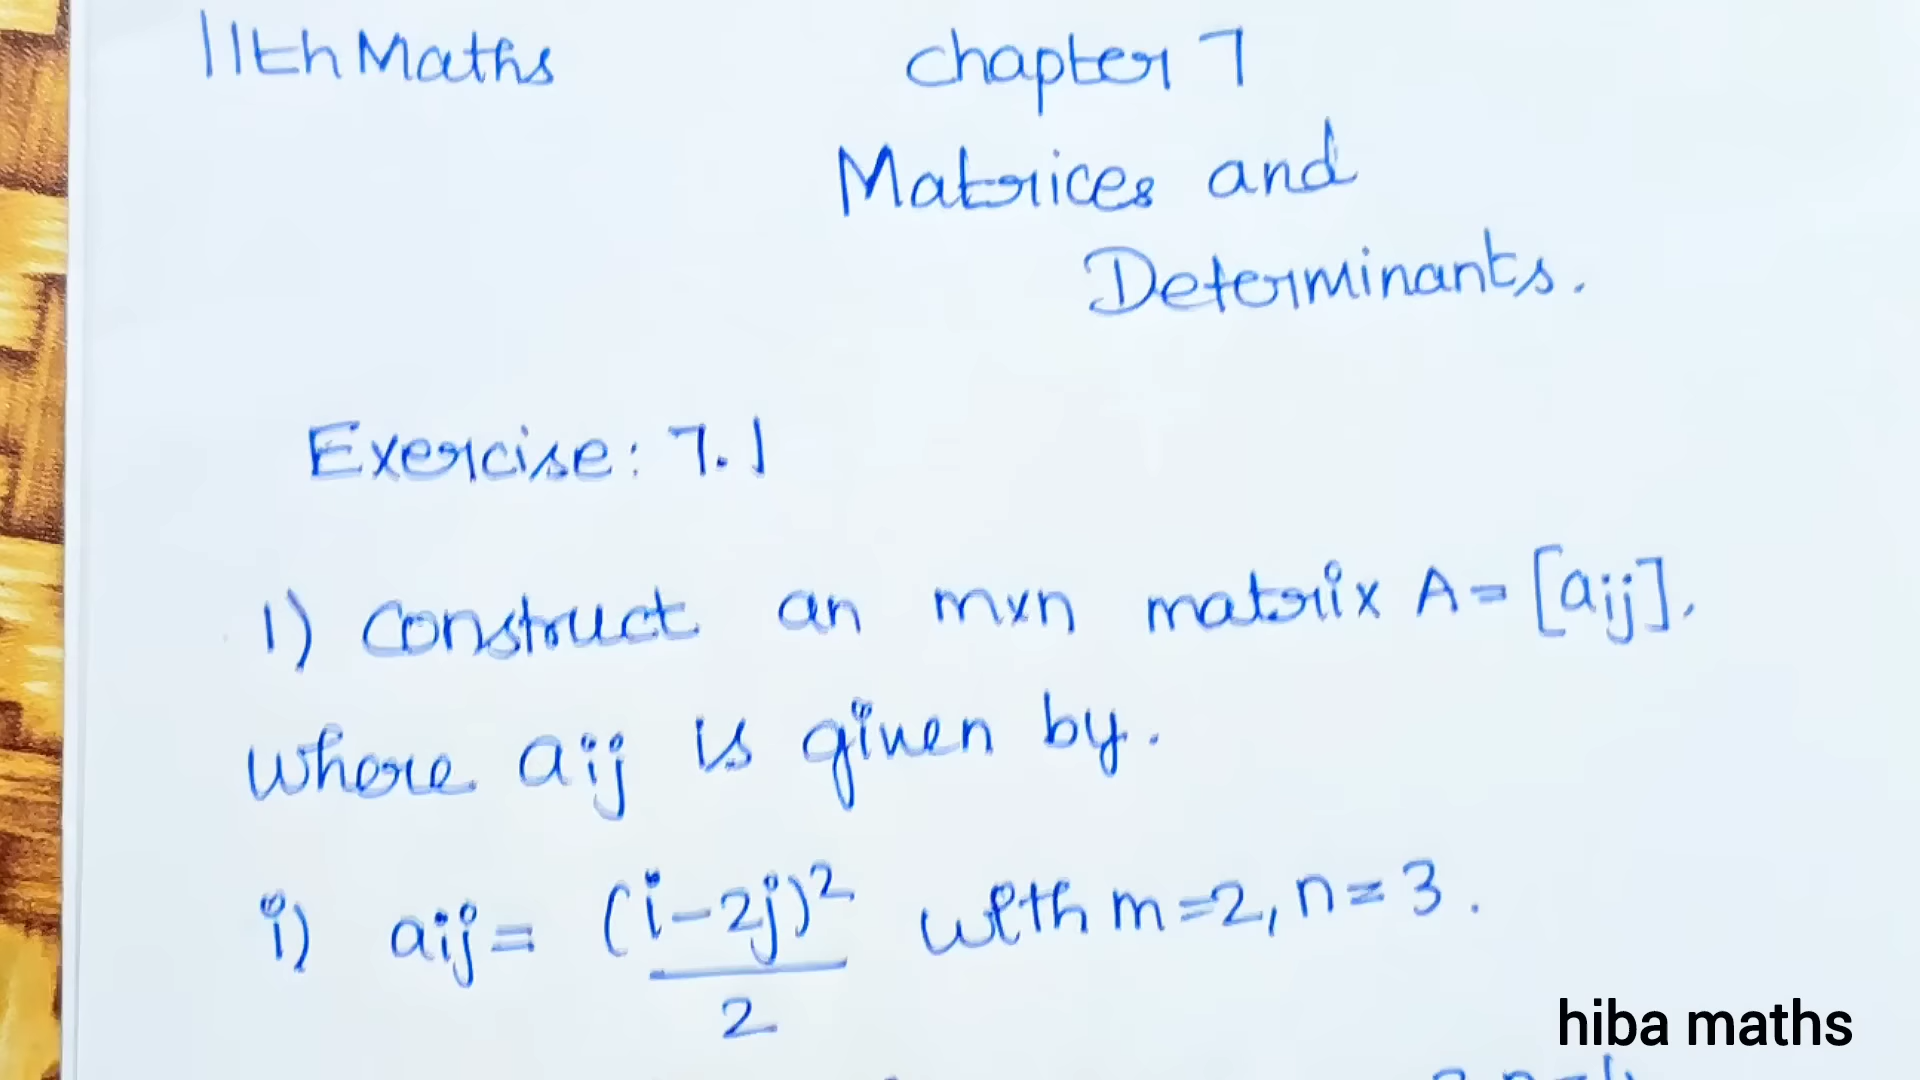 11th Maths chapter 7
Matrices and
Determinants.
Exercise: 7.1
1) construct an m×n matrix A = [aij],
where aij is given by.
i) aij = (i-2j)²/2 with m=2, n=3.
hiba maths